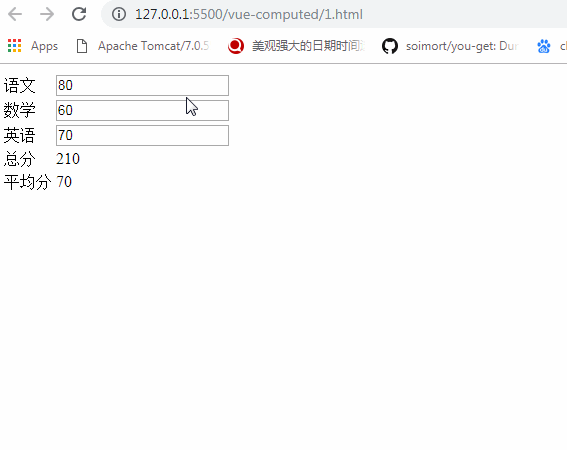 127.0.0.1:5500/vue-computed/1.html
Apps Apache Tomcat/7.0.5 美观强大的日期时间 soimort/you-get: Du
语文 80
数学 60
英语 70
总分 210
平均分 70